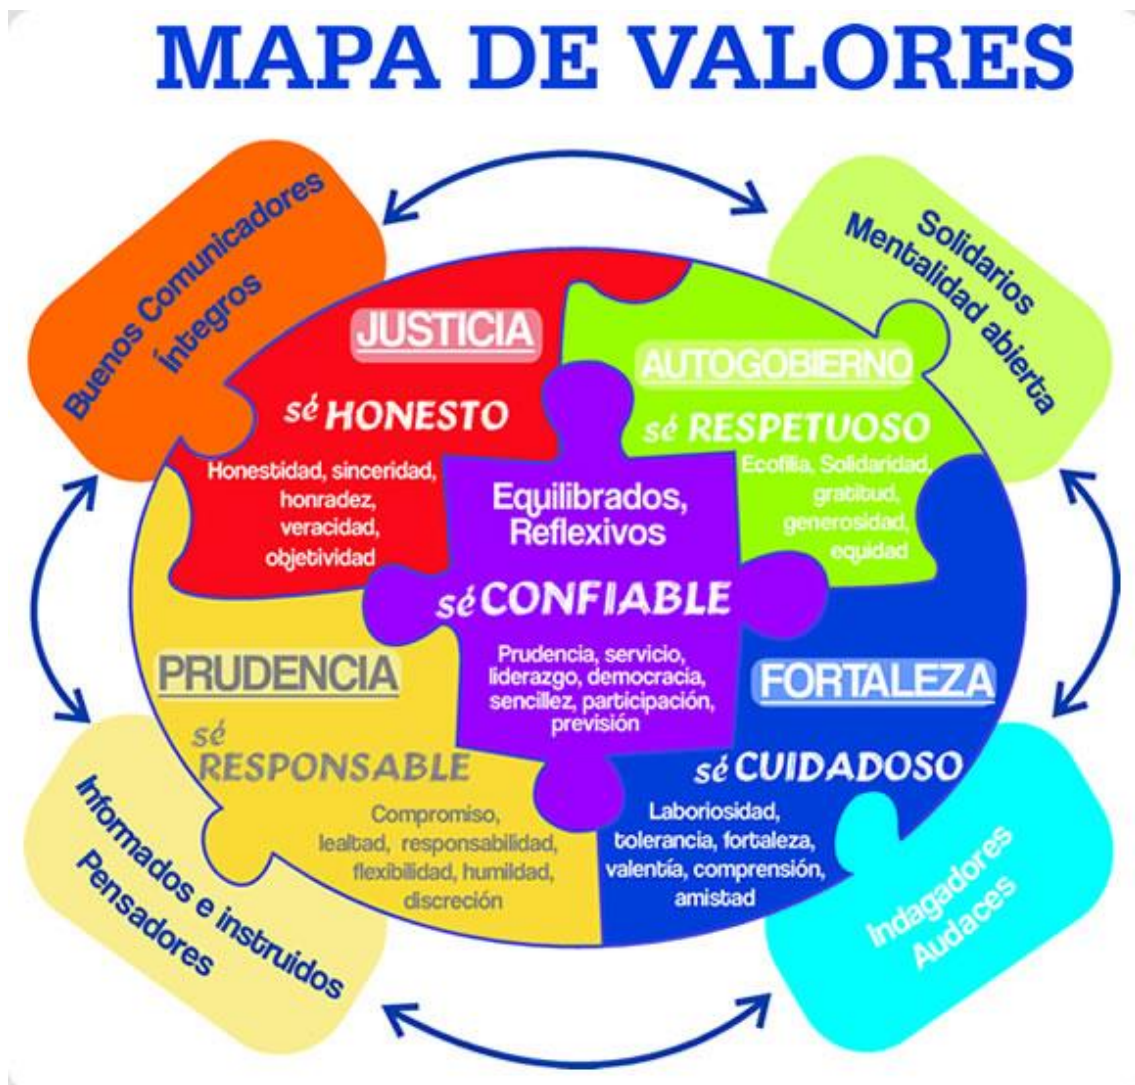 MAPA DE VALORES
Buenos Comunicadores
Íntegros
Solidarios
Mentalidad abierta
JUSTICIA
sé HONESTO
Honestidad, sinceridad,
honradez,
veracidad,
objetividad
AUTOGOBIERNO
sé RESPETUOSO
Ecofilia, Solidaridad,
gratitud,
generosidad,
equidad
Equilibrados,
Reflexivos
sé CONFIABLE
Prudencia, servicio,
liderazgo, democracia,
sencillez, participación,
previsión
PRUDENCIA
sé
RESPONSABLE
Compromiso,
lealtad, responsabilidad,
flexibilidad, humildad,
discreción
FORTALEZA
sé CUIDADOSO
Laboriosidad,
tolerancia, fortaleza,
valentía, comprensión,
amistad
Informados e instruidos
Pensadores
Indagadores
Audaces